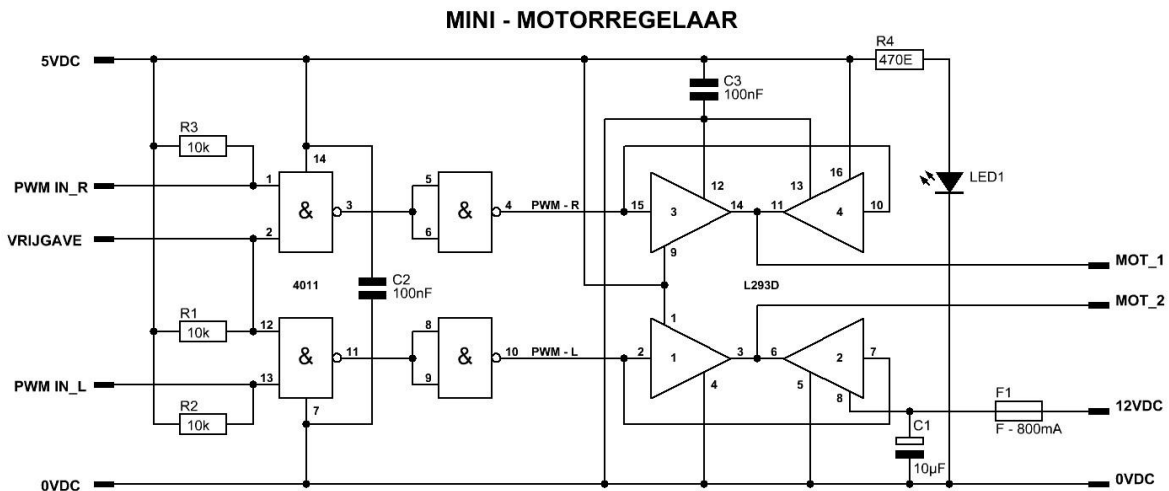 MINI - MOTORREGELAAR
5VDC
R4
470E
C3
100nF
R3
10k
14
PWM IN_R
1
&
3
5
6
&
4
PWM - R
15
3
12
14
13
11
16
4
10
LED1
VRIJGAVE
2
9
MOT_1
4011
C2
100nF
L293D
MOT_2
R1
10k
12
&
11
8
9
&
10
PWM - L
1
2
1
3
6
2
7
PWM IN_L
13
4
5
8
F1
F - 800mA
12VDC
R2
10k
7
C1
10µF
0VDC
0VDC